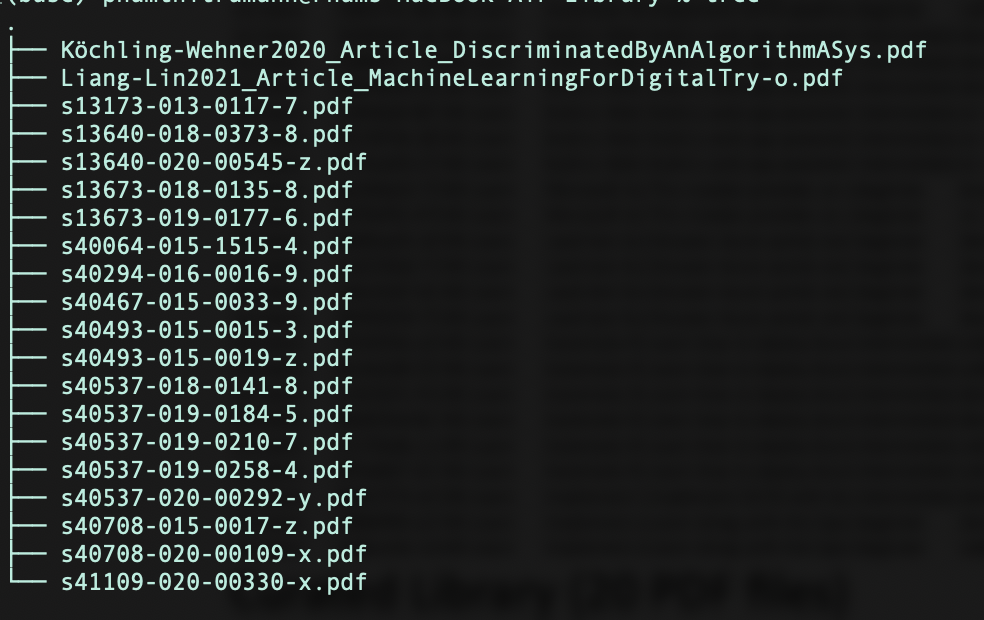 .
├── Köchling-Wehner2020_Article_DiscriminatedByAnAlgorithmASys.pdf
├── Liang-Lin2021_Article_MachineLearningForDigitalTry-o.pdf
├── s13173-013-0117-7.pdf
├── s13640-018-0373-8.pdf
├── s13640-020-00545-z.pdf
├── s13673-018-0135-8.pdf
├── s13673-019-0177-6.pdf
├── s40064-015-1515-4.pdf
├── s40294-016-0016-9.pdf
├── s40467-015-0033-9.pdf
├── s40493-015-0015-3.pdf
├── s40493-015-0019-z.pdf
├── s40537-018-0141-8.pdf
├── s40537-019-0184-5.pdf
├── s40537-019-0210-7.pdf
├── s40537-019-0258-4.pdf
├── s40537-020-00292-y.pdf
├── s40708-015-0017-z.pdf
├── s40708-020-00109-x.pdf
└── s41109-020-00330-x.pdf